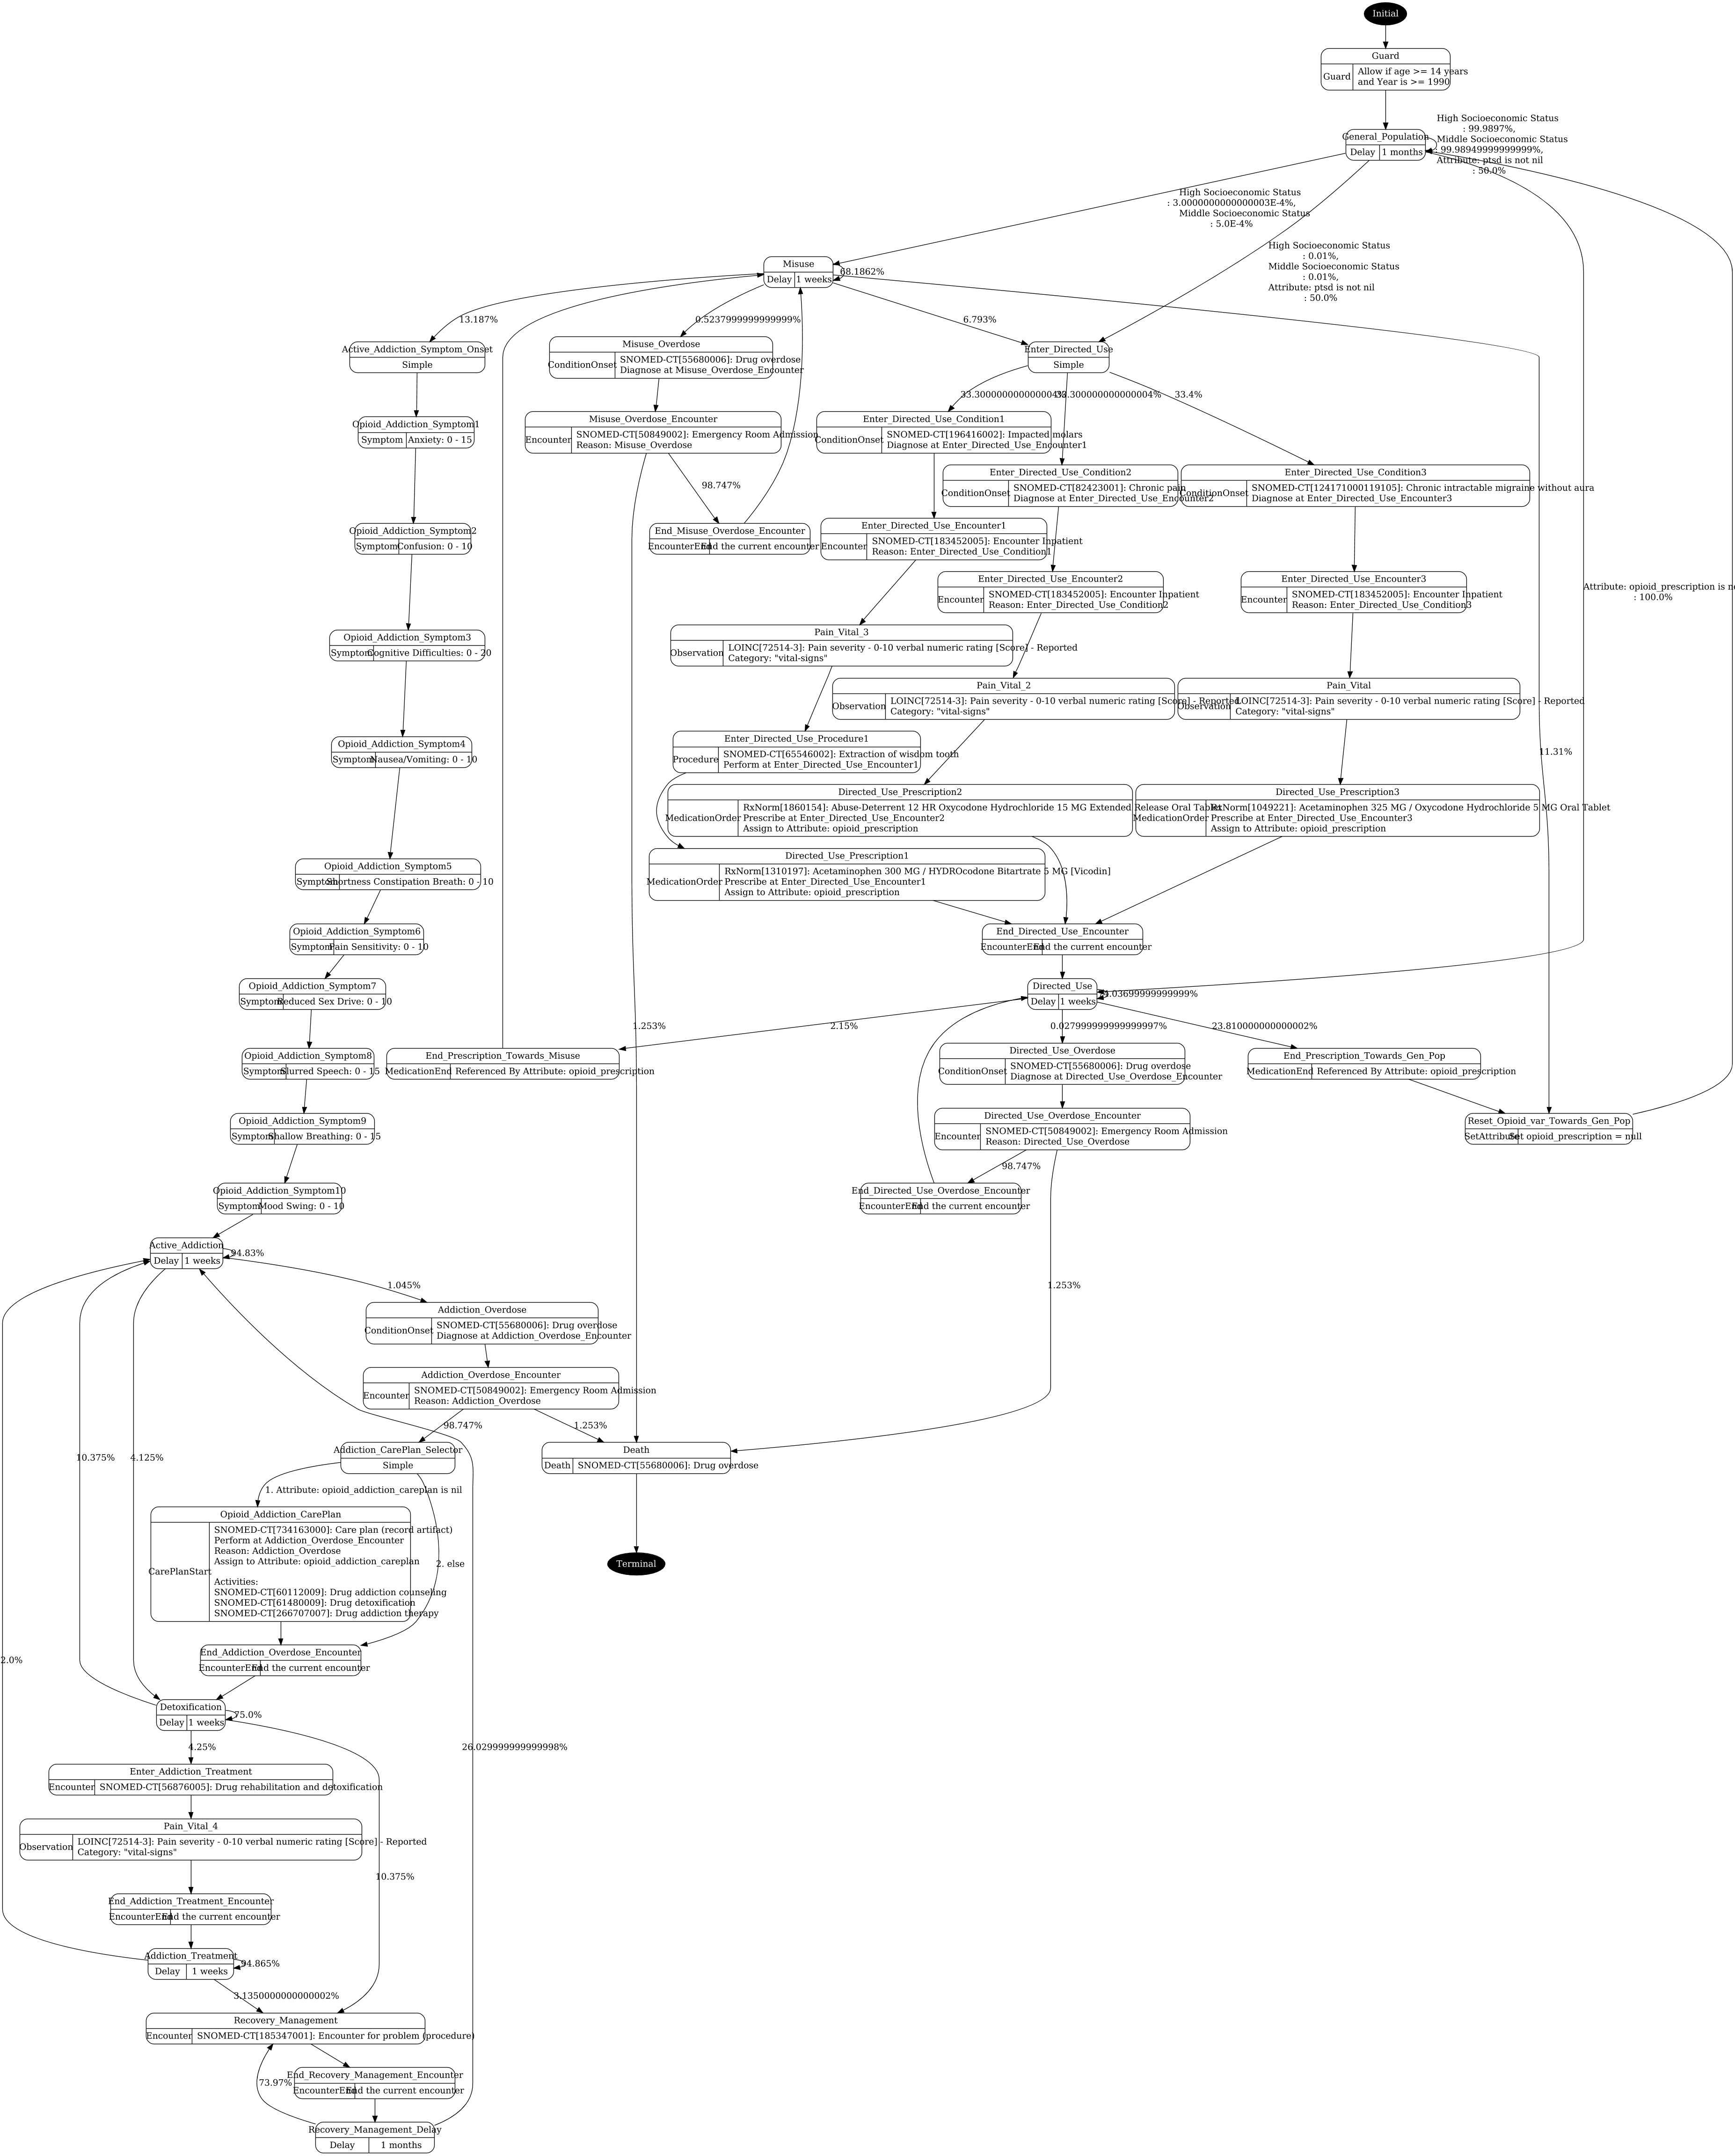 Initial
Guard
Guard
Allow if age >= 14 years
and Year is >= 1990
General_Population
Delay
1 months
High Socioeconomic Status
: 99.9897%,
Middle Socioeconomic Status
: 99.98949999999999%,
Attribute: ptsd is not nil
: 50.0%
High Socioeconomic Status
: 3.0000000000000003E-4%,
Middle Socioeconomic Status
: 5.0E-4%
High Socioeconomic Status
: 0.01%,
Middle Socioeconomic Status
: 0.01%,
Attribute: ptsd is not nil
: 50.0%
Misuse
Delay
1 weeks
68.1862%
13.187%
0.5237999999999999%
6.793%
Active_Addiction_Symptom_Onset
Simple
Misuse_Overdose
ConditionOnset
SNOMED-CT[55680006]: Drug overdose
Diagnose at Misuse_Overdose_Encounter
Enter_Directed_Use
Simple
33.300000000000004%
33.300000000000004%
33.4%
Opioid_Addiction_Symptom1
Symptom
Anxiety: 0 - 15
Misuse_Overdose_Encounter
Encounter
SNOMED-CT[50849002]: Emergency Room Admission
Reason: Misuse_Overdose
Enter_Directed_Use_Condition1
ConditionOnset
SNOMED-CT[196416002]: Impacted molars
Diagnose at Enter_Directed_Use_Encounter1
Enter_Directed_Use_Condition2
ConditionOnset
SNOMED-CT[82423001]: Chronic pain
Diagnose at Enter_Directed_Use_Encounter2
Enter_Directed_Use_Condition3
ConditionOnset
SNOMED-CT[124171000119105]: Chronic intractable migraine without aura
Diagnose at Enter_Directed_Use_Encounter3
98.747%
Opioid_Addiction_Symptom2
Symptom
Confusion: 0 - 10
End_Misuse_Overdose_Encounter
EncounterEnd
End the current encounter
Enter_Directed_Use_Encounter1
Encounter
SNOMED-CT[183452005]: Encounter Inpatient
Reason: Enter_Directed_Use_Condition1
Enter_Directed_Use_Encounter2
Encounter
SNOMED-CT[183452005]: Encounter Inpatient
Reason: Enter_Directed_Use_Condition2
Enter_Directed_Use_Encounter3
Encounter
SNOMED-CT[183452005]: Encounter Inpatient
Reason: Enter_Directed_Use_Condition3
Attribute: opioid_prescription is
: 100.0%
Opioid_Addiction_Symptom3
Symptom
Cognitive Difficulties: 0 - 20
Pain_Vital_3
Observation
LOINC[72514-3]: Pain severity - 0-10 verbal numeric rating [Score] - Reported
Category: "vital-signs"
Pain_Vital_2
Observation
LOINC[72514-3]: Pain severity - 0-10 verbal numeric rating [Score] - Reported
Category: "vital-signs"
Pain_Vital
Observation
LOINC[72514-3]: Pain severity - 0-10 verbal numeric rating [Score] - Reported
Category: "vital-signs"
Opioid_Addiction_Symptom4
Symptom
Nausea/Vomiting: 0 - 10
Enter_Directed_Use_Procedure1
Procedure
SNOMED-CT[65546002]: Extraction of wisdom tooth
Perform at Enter_Directed_Use_Encounter1
11.31%
Directed_Use_Prescription2
MedicationOrder
RxNorm[1860154]: Abuse-Deterrent 12 HR Oxycodone Hydrochloride 15 MG Extended Release Oral Tablet
Prescribe at Enter_Directed_Use_Encounter2
Assign to Attribute: opioid_prescription
Directed_Use_Prescription3
MedicationOrder
RxNorm[1049221]: Acetaminophen 325 MG / Oxycodone Hydrochloride 5 MG Oral Tablet
Prescribe at Enter_Directed_Use_Encounter3
Assign to Attribute: opioid_prescription
Directed_Use_Prescription1
MedicationOrder
RxNorm[1310197]: Acetaminophen 300 MG / HYDROcodone Bitartrate 5 MG [Vicodin]
Prescribe at Enter_Directed_Use_Encounter1
Assign to Attribute: opioid_prescription
Opioid_Addiction_Symptom5
Symptom
Shortness Constipation Breath: 0 - 10
Opioid_Addiction_Symptom6
Symptom
Pain Sensitivity: 0 - 10
End_Directed_Use_Encounter
EncounterEnd
End the current encounter
Opioid_Addiction_Symptom7
Symptom
Reduced Sex Drive: 0 - 10
Directed_Use
Delay
1 weeks
1.253%
2.15%
0.027999999999999997%
23.810000000000002%
Opioid_Addiction_Symptom8
Symptom
Slurred Speech: 0 - 15
End_Prescription_Towards_Misuse
MedicationEnd
Referenced By Attribute: opioid_prescription
Directed_Use_Overdose
ConditionOnset
SNOMED-CT[55680006]: Drug overdose
Diagnose at Directed_Use_Overdose_Encounter
End_Prescription_Towards_Gen_Pop
MedicationEnd
Referenced By Attribute: opioid_prescription
Opioid_Addiction_Symptom9
Symptom
Shallow Breathing: 0 - 15
Directed_Use_Overdose_Encounter
Encounter
SNOMED-CT[50849002]: Emergency Room Admission
Reason: Directed_Use_Overdose
Reset_Opioid_var_Towards_Gen_Pop
SetAttribute
Set opioid_prescription = null
98.747%
Opioid_Addiction_Symptom10
Symptom
Mood Swing: 0 - 10
End_Directed_Use_Overdose_Encounter
EncounterEnd
End the current encounter
Active_Addiction
Delay
1 weeks
94.83%
1.045%
1.253%
Addiction_Overdose
ConditionOnset
SNOMED-CT[55680006]: Drug overdose
Diagnose at Addiction_Overdose_Encounter
Addiction_Overdose_Encounter
Encounter
SNOMED-CT[50849002]: Emergency Room Admission
Reason: Addiction_Overdose
98.747%
1.253%
10.375%
4.125%
Addiction_CarePlan_Selector
Simple
Death
Death
SNOMED-CT[55680006]: Drug overdose
1. Attribute: opioid_addiction_careplan is nil
2. else
Opioid_Addiction_CarePlan
CarePlanStart
SNOMED-CT[734163000]: Care plan (record artifact)
Perform at Addiction_Overdose_Encounter
Reason: Addiction_Overdose
Assign to Attribute: opioid_addiction_careplan
Activities:
SNOMED-CT[60112009]: Drug addiction counseling
SNOMED-CT[61480009]: Drug detoxification
SNOMED-CT[266707007]: Drug addiction therapy
Terminal
End_Addiction_Overdose_Encounter
EncounterEnd
End the current encounter
2.0%
Detoxification
Delay
1 weeks
75.0%
4.25%
26.029999999999998%
Enter_Addiction_Treatment
Encounter
SNOMED-CT[56876005]: Drug rehabilitation and detoxification
Pain_Vital_4
Observation
LOINC[72514-3]: Pain severity - 0-10 verbal numeric rating [Score] - Reported
Category: "vital-signs"
10.375%
End_Addiction_Treatment_Encounter
EncounterEnd
End the current encounter
Addiction_Treatment
Delay
1 weeks
94.865%
3.1350000000000002%
Recovery_Management
Encounter
SNOMED-CT[185347001]: Encounter for problem (procedure)
End_Recovery_Management_Encounter
EncounterEnd
End the current encounter
73.97%
Recovery_Management_Delay
Delay
1 months